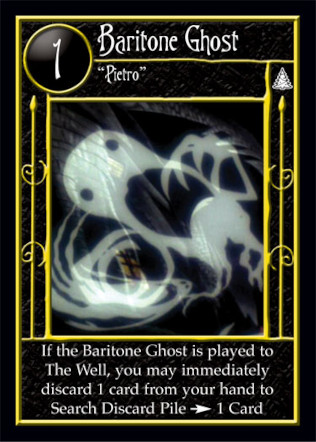 1
Baritone Ghost
“Pietro”
If the Baritone Ghost is played to
The Well, you may immediately
discard 1 card from your hand to
Search Discard Pile ➔ 1 Card